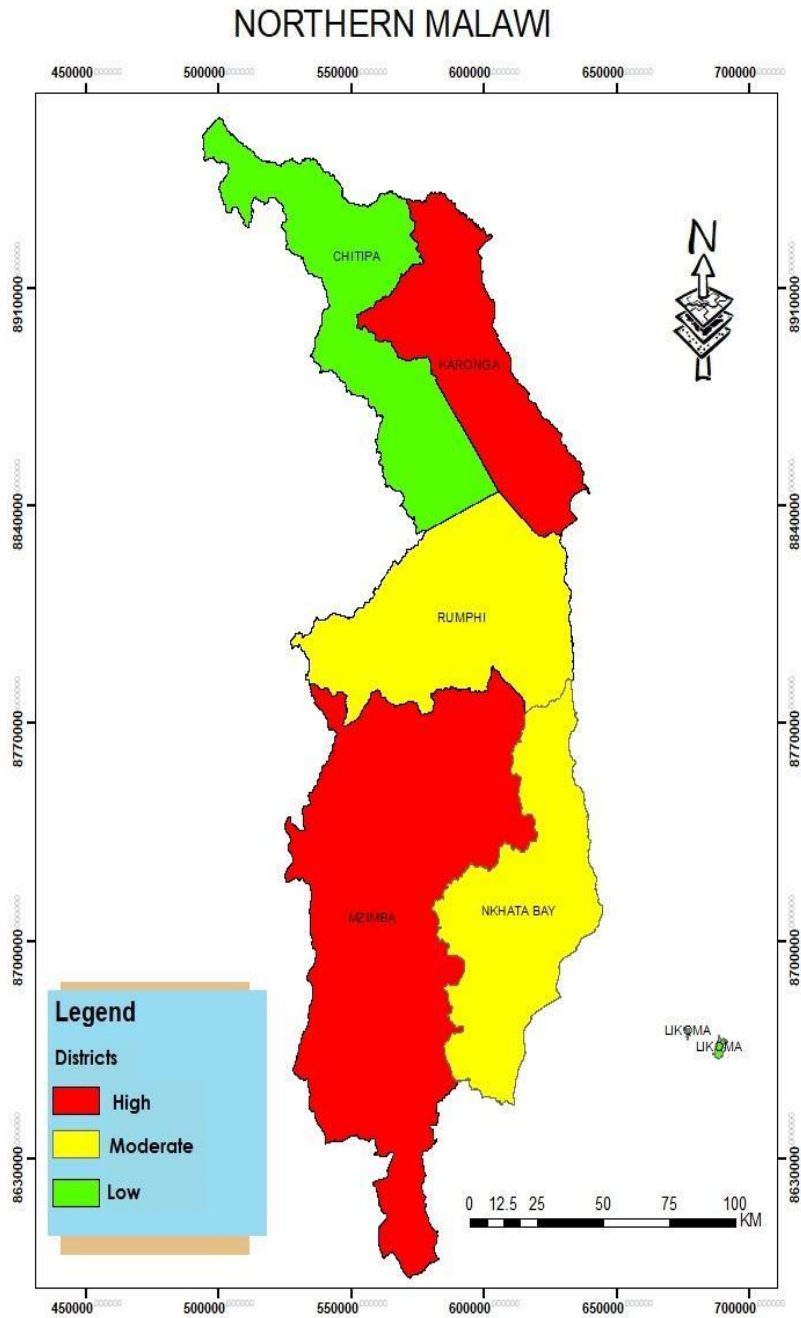 NORTHERN MALAWI
450000 500000 550000 600000 650000 700000
N
CHITIPA
8910000 8910000
KARONGA
8840000 8840000
RUMPHI
8770000 8770000
MZIMBA
NKHATA BAY
8700000 8700000
LIKOMA
LIKOMA
Legend
Districts
High
Moderate
Low
8630000 8630000
0 12.5 25 50 75 100
KM
450000 500000 550000 600000 650000 700000